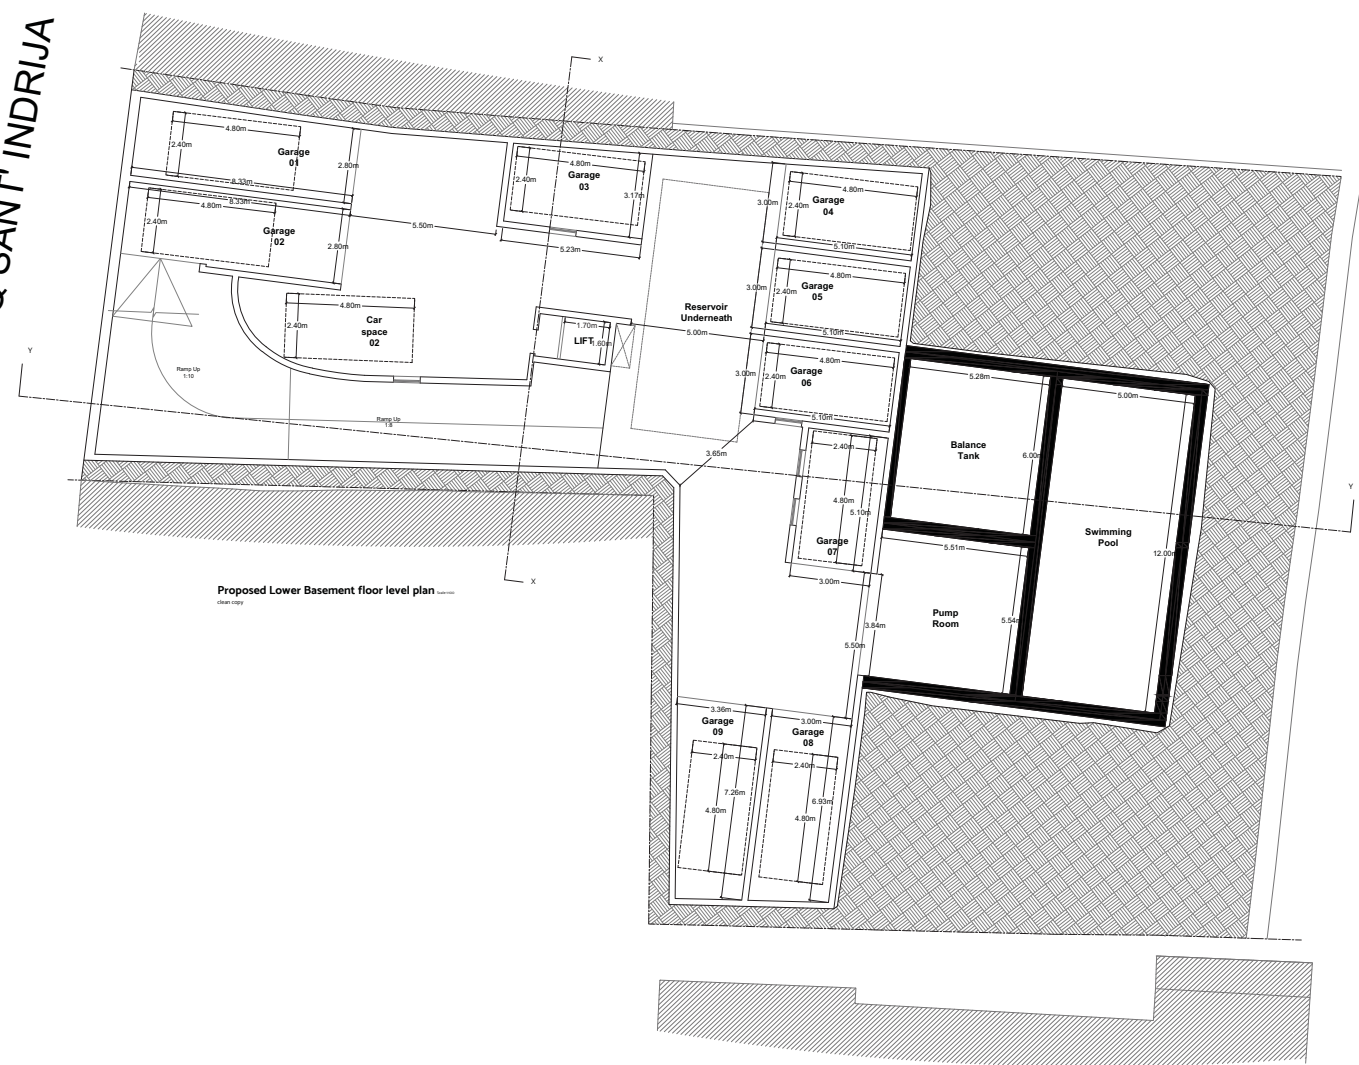 SANT' INDRIJA
X
4.80m
2.40m
Garage
01
2.80m
8.33m
8.33m
4.80m
2.40m
Garage
02
2.80m
5.50m
4.80m
2.40m
Garage
03
3.17m
5.23m
3.00m
4.80m
2.40m
Garage
04
5.10m
3.00m
4.80m
2.40m
Garage
05
5.10m
Reservoir
Underneath
5.00m
4.80m
2.40m
Car
space
02
1.70m
LIFT
1.60m
3.00m
4.80m
2.40m
Garage
06
5.10m
Y
Ramp Up
1:10
Ramp Up
1:8
3.65m
2.40m
4.80m
5.10m
Garage
07
3.00m
5.28m
Balance
Tank
6.00m
5.00m
Swimming
Pool
12.00m
Y
5.51m
Pump
Room
5.54m
3.84m
5.50m
X
Proposed Lower Basement floor level plan
clean copy
3.36m
Garage
09
2.40m
7.26m
4.80m
3.00m
Garage
08
2.40m
6.93m
4.80m